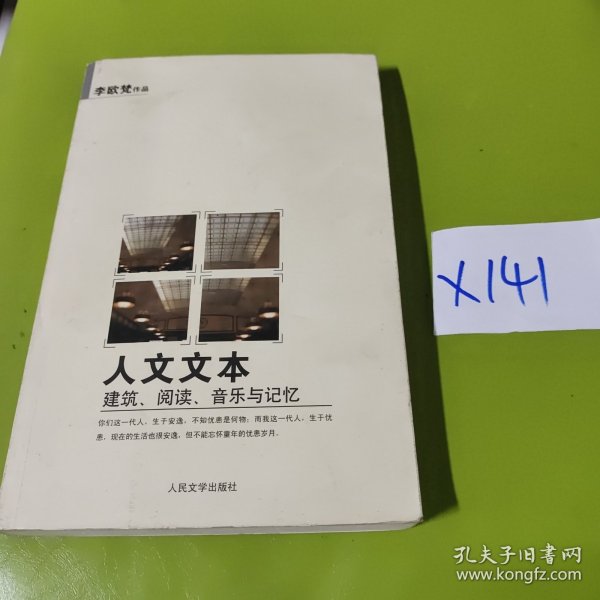 李欧梵作品
人文文本
建筑、阅读、音乐与记忆
你们这一代人，生于安逸，不知忧患是何物；而我这一代人，生于忧
患，现在的生活也很安逸，但不能忘怀童年的忧患岁月。
人民文学出版社
X141
孔夫子旧书网
www.kongfz.com